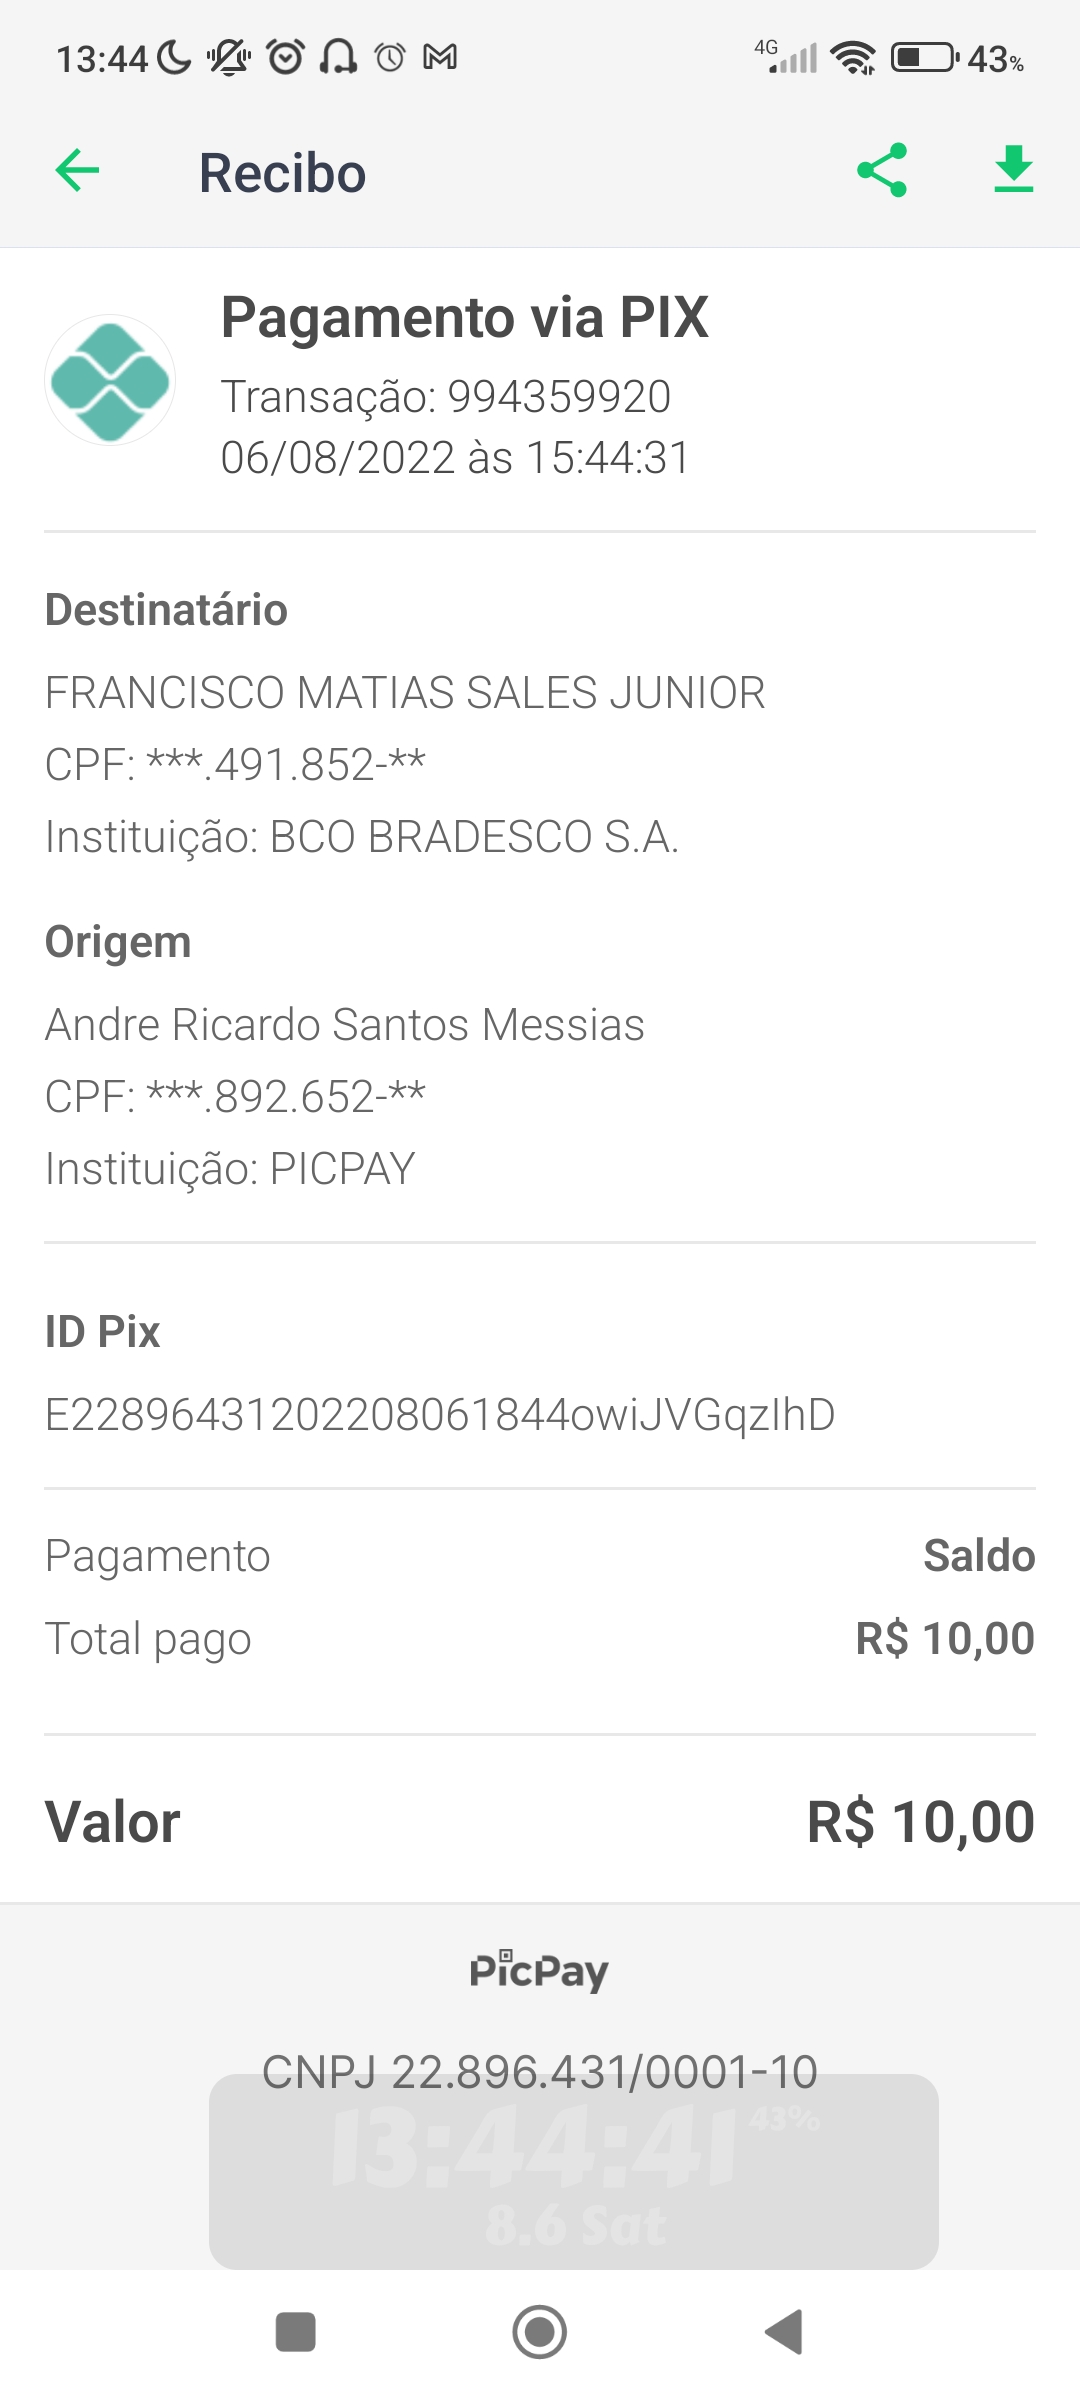 13:44 4G 43%
Recibo
Pagamento via PIX
Transação: 994359920
06/08/2022 às 15:44:31
Destinatário
FRANCISCO MATIAS SALES JUNIOR
CPF: ***.491.852-**
Instituição: BCO BRADESCO S.A.
Origem
Andre Ricardo Santos Messias
CPF: ***.892.652-**
Instituição: PICPAY
ID Pix
E22896431202208061844owiJVGqzIhD
Pagamento Saldo
Total pago R$ 10,00
Valor R$ 10,00
PicPay
CNPJ 22.896.431/0001-10
13:44:41 43%
8.6 Sat